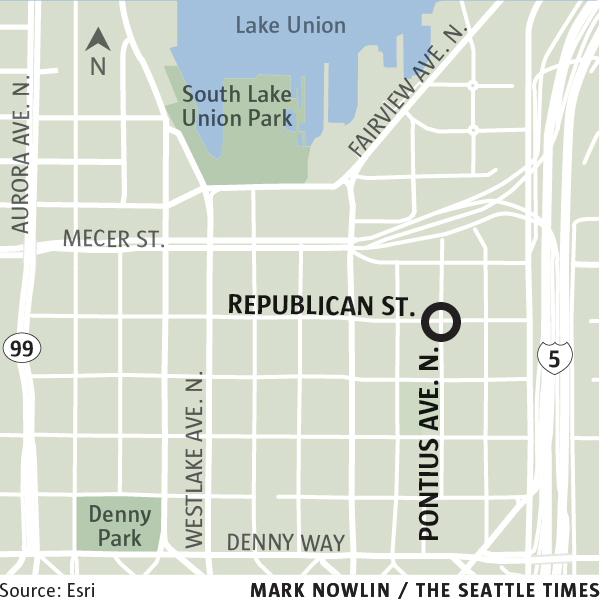 Lake Union
N
South Lake
Union Park
FAIRVIEW AVE. N.
AURORA AVE. N.
MECER ST.
REPUBLICAN ST.
99
5
WESTLAKE AVE. N.
PONTIUS AVE. N.
Denny
Park
DENNY WAY
Source: Esri
MARK NOWLIN / THE SEATTLE TIMES